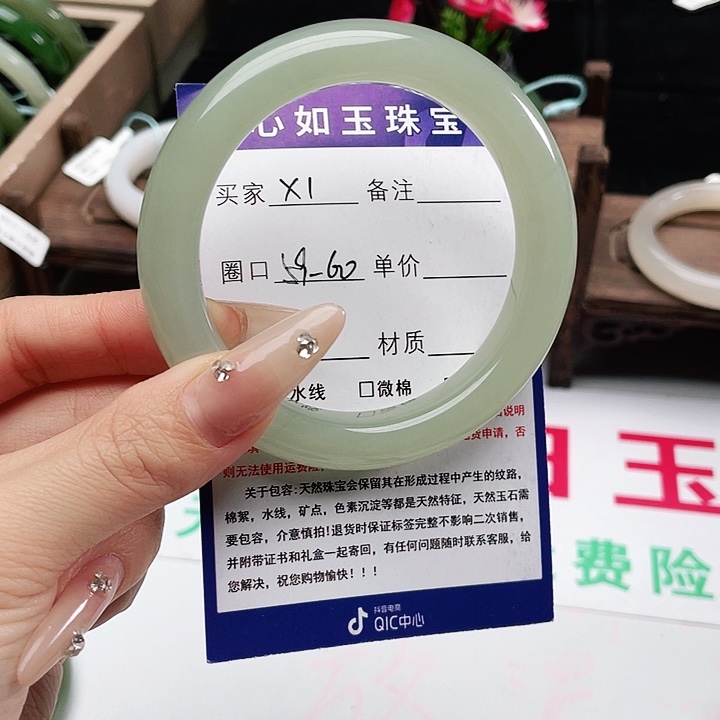 心如玉珠宝
买家 X1 备注
圈口 59-60 单价
材质
水线 口微棉
说明
费申请，否
则无法使用运费险
关于包容:天然珠宝会保留其在形成过程中产生的纹路，
棉絮，水线，矿点，色素沉淀等都是天然特征，天然玉石需
要包容，介意慎拍!退货时保证标签完整不影响二次销售，
并附带证书和礼盒一起寄回，有任何问题随时联系客服，给
您解决，祝您购物愉快！！！
抖音电商
QIC中心
玉
费险